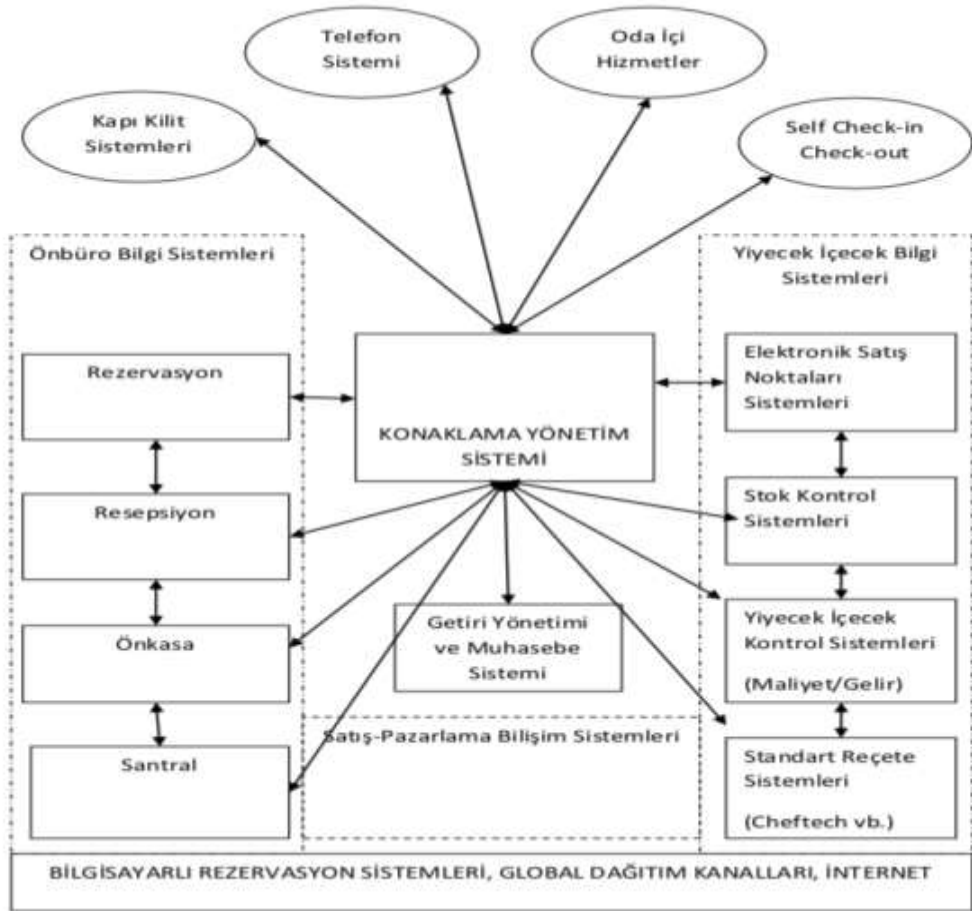 Telefon
Sistemi
Oda İçi
Hizmetler
Kapı Kilit
Sistemleri
Self Check-in
Check-out
Önbüro Bilgi Sistemleri
Yiyecek İçecek Bilgi
Sistemleri
Rezervasyon
Resepsiyon
Önkasa
Santral
KONAKLAMA YÖNETİM
SİSTEMİ
Getiri Yönetimi
ve Muhasebe
Sistemi
Satış-Pazarlama Bilişim Sistemleri
Elektronik Satış
Noktaları
Sistemleri
Stok Kontrol
Sistemleri
Yiyecek İçecek
Kontrol Sistemleri
(Maliyet/Gelir)
Standart Reçete
Sistemleri
(Cheftech vb.)
BİLGİSAYARLI REZERVASYON SİSTEMLERİ, GLOBAL DAĞITIM KANALLARI, İNTERNET